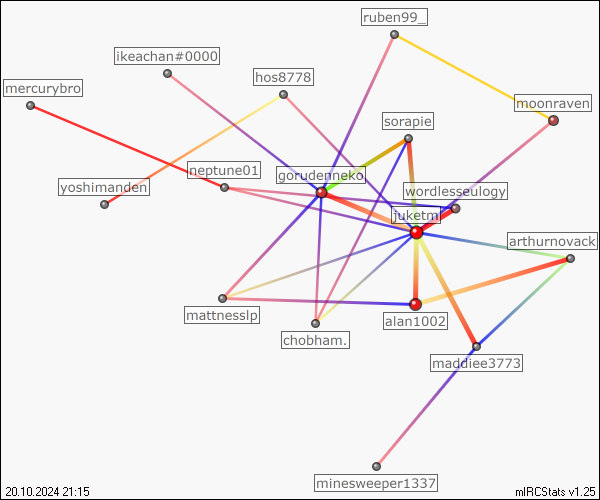 ruben99_
ikeachan#0000
hos8778
mercurybro
moonraven
sorapie
neptune01
gorudenneko
yoshimanden
wordlesseulogy
juketm
arthurnovack
mattnesslp
alan1002
chobham.
maddiee3773
minesweeper1337
20.10.2024 21:15
mIRCStats v1.25